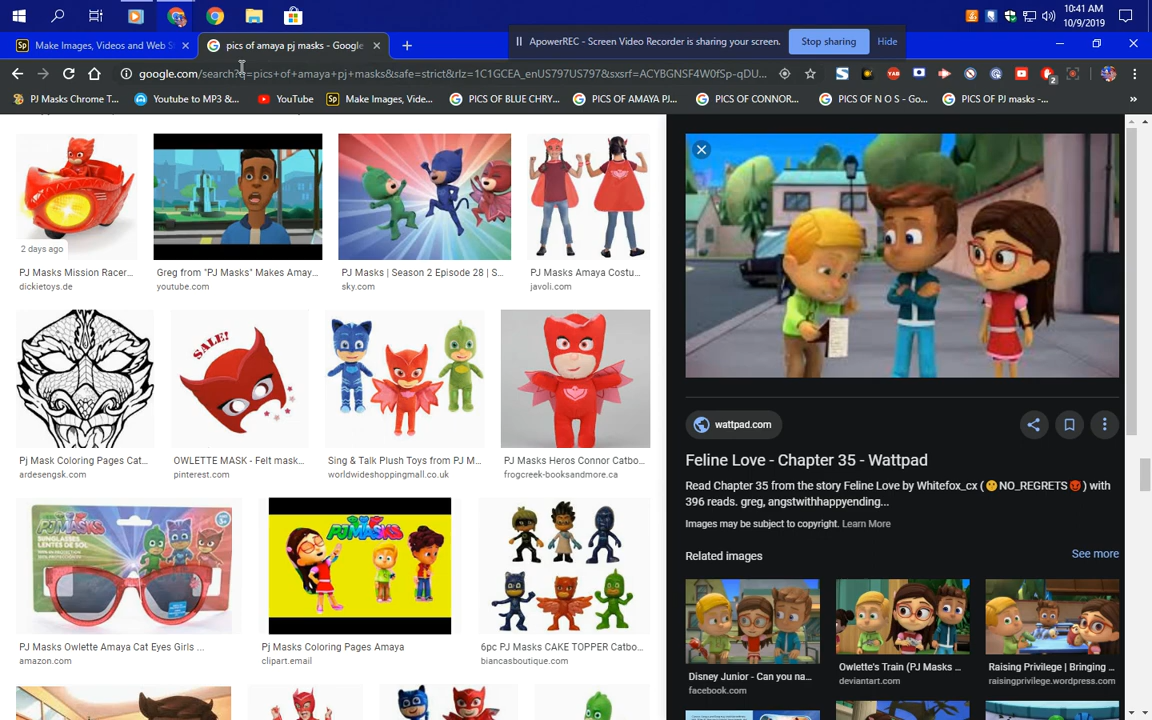 10:41 AM
10/9/2019
Make Images, Videos and Web S
pics of amaya pj masks - Google
ApowerREC - Screen Video Recorder is sharing your screen.
Stop sharing
Hide
google.com/search?q=pics+of+amaya+pj+masks&safe=strict&rlz=1C1GCEA_enUS797US797&sxsrf=ACYBGNSF4W0fSp-qDU...
PJ Masks Chrome T...
Youtube to MP3 &...
YouTube
Make Images, Vide...
PICS OF BLUE CHRY...
PICS OF AMAYA PJ...
PICS OF CONNOR...
PICS OF N O S - Go...
PICS OF PJ masks -...
2 days ago
PJ Masks Mission Racer...
dickietoys.de
Greg from "PJ Masks" Makes Amay...
youtube.com
PJ Masks | Season 2 Episode 28 | S...
sky.com
PJ Masks Amaya Costu...
javoli.com
SALE!
Pj Mask Coloring Pages Cat...
ardesengsk.com
OWLETTE MASK - Felt mask...
pinterest.com
Sing & Talk Plush Toys from PJ M...
worldwideshoppingmall.co.uk
PJ Masks Heros Connor Catbo...
frogcreek-booksandmore.ca
PJ MASKS
SUNGLASSES
LENTES DE SOL
PJ MASKS
PJ Masks Owlette Amaya Cat Eyes Girls ...
amazon.com
Pj Masks Coloring Pages Amaya
clipart.email
6pc PJ Masks CAKE TOPPER Catbo...
biancasboutique.com
wattpad.com
Feline Love - Chapter 35 - Wattpad
Read Chapter 35 from the story Feline Love by Whitefox_cx (🤫NO_REGRETS😈) with
396 reads. greg, angstwithhappyending...
Images may be subject to copyright. Learn More
Related images
See more
Disney Junior - Can you na...
facebook.com
Owlette's Train (PJ Masks ...
deviantart.com
Raising Privilege | Bringing ...
raisingprivilege.wordpress.com